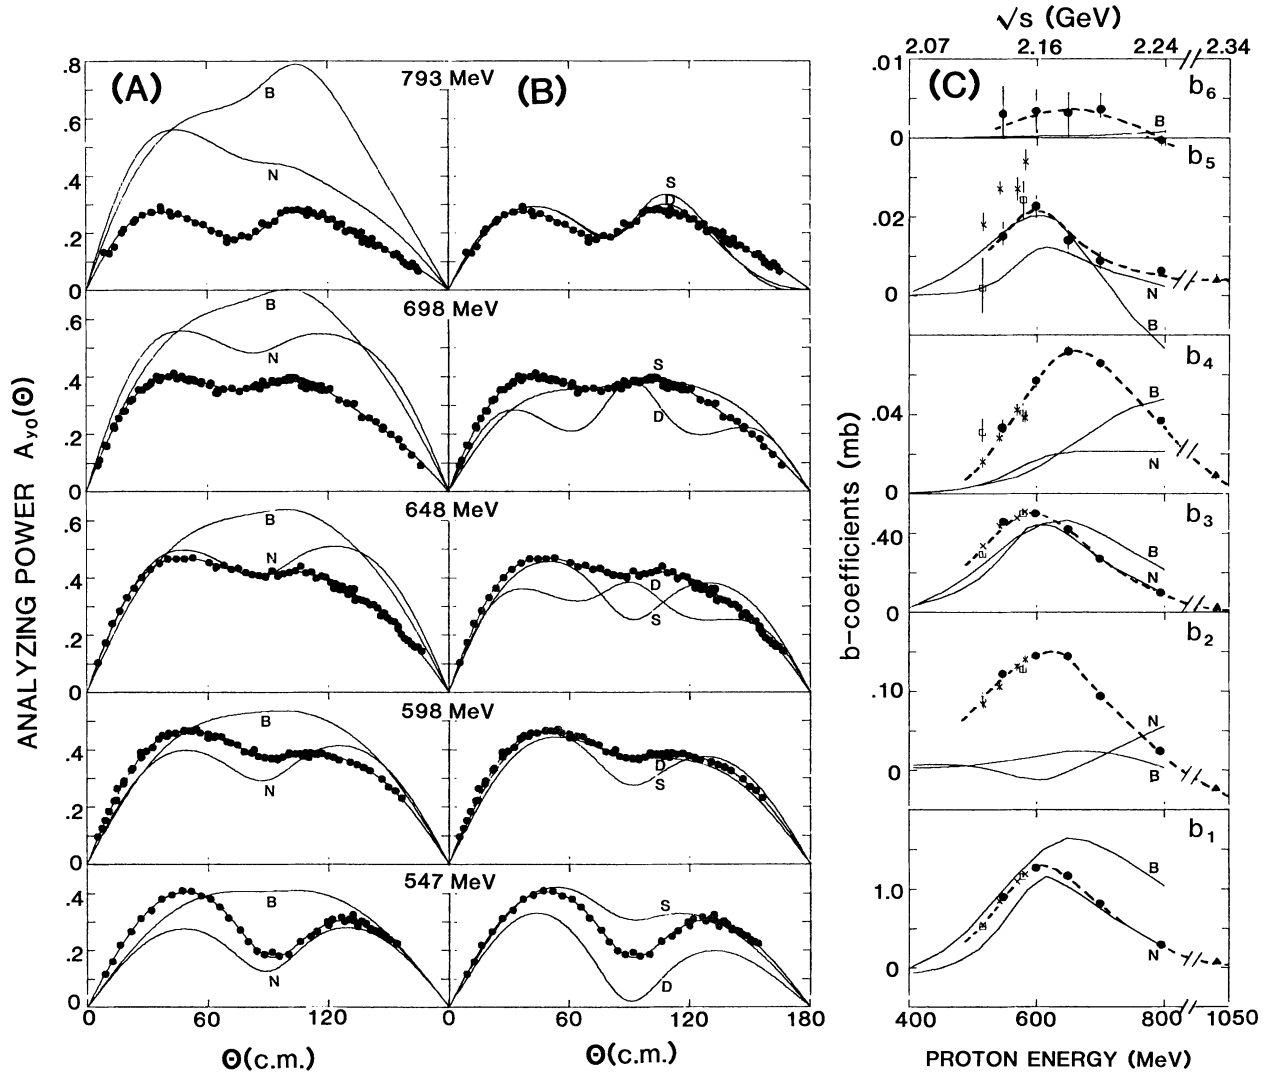 √s (GeV)
2.07 2.16 2.24 2.34
(A) 793 MeV (B) (C)
.8
.6
.4
.2
0
B
N
S
D
698 MeV
.6
.4
.2
0
B
N
S
D
648 MeV
.6
.4
.2
0
B
N
D
S
598 MeV
.4
.2
0
B
N
D
S
547 MeV
.4
.2
0
B
N
S
D
0 60 120 0 60 120 180
Θ(c.m.) Θ(c.m.)
ANALYZING POWER Ay0(Θ)
b-coefficients (mb)
.01
0
b6
B
b5
.02
0
N
B
b4
.04
0
B
N
b3
.40
0
B
N
b2
.10
0
N
B
b1
1.0
0
B
N
400 600 800 1050
PROTON ENERGY (MeV)